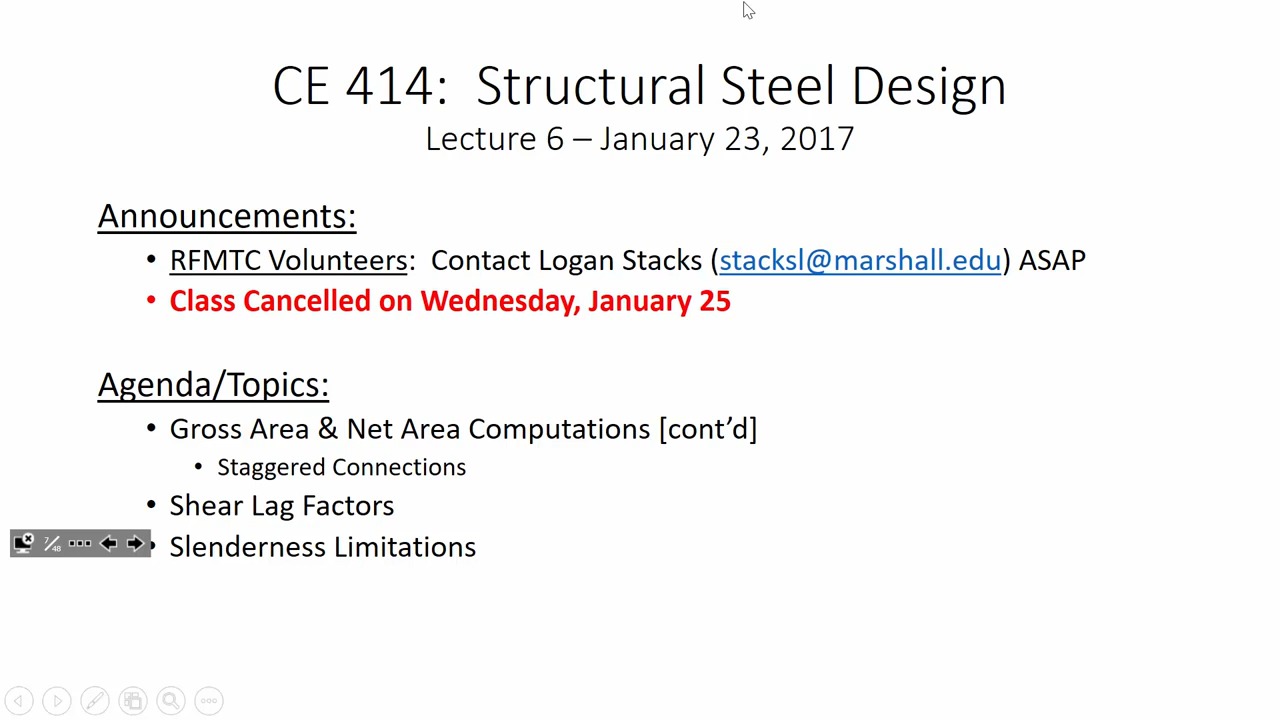 CE 414: Structural Steel Design
Lecture 6 – January 23, 2017
Announcements:
• RFMTC Volunteers: Contact Logan Stacks (stacksl@marshall.edu) ASAP
• Class Cancelled on Wednesday, January 25
Agenda/Topics:
• Gross Area & Net Area Computations [cont’d]
• Staggered Connections
• Shear Lag Factors
• Slenderness Limitations
7/48